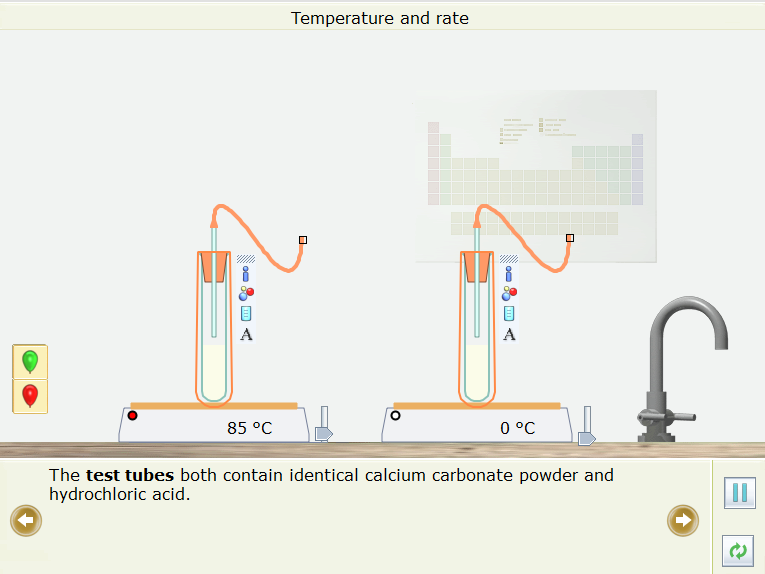 Temperature and rate
A
A
85 °C
0 °C
The test tubes both contain identical calcium carbonate powder and
hydrochloric acid.